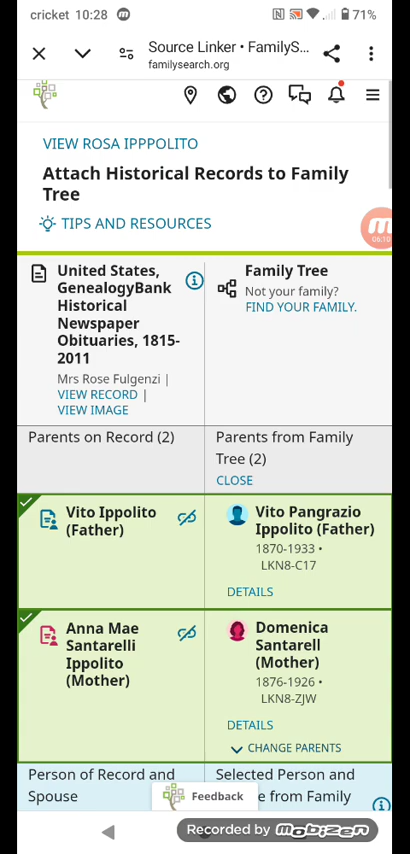 cricket 10:28 71%
Source Linker • FamilyS...
familysearch.org
VIEW ROSA IPPPOLITO
Attach Historical Records to Family
Tree
TIPS AND RESOURCES
06:10
United States,
GenealogyBank
Historical
Newspaper
Obituaries, 1815-
2011
Mrs Rose Fulgenzi |
VIEW RECORD |
VIEW IMAGE
Family Tree
Not your family?
FIND YOUR FAMILY.
Parents on Record (2)
Parents from Family
Tree (2)
CLOSE
Vito Ippolito
(Father)
Vito Pangrazio
Ippolito (Father)
1870-1933 •
LKN8-C17
DETAILS
Anna Mae
Santarelli
Ippolito
(Mother)
Domenica
Santarell
(Mother)
1876-1926 •
LKN8-ZJW
DETAILS
CHANGE PARENTS
Person of Record and
Spouse
Selected Person and
e from Family
Feedback
Recorded by mobizen